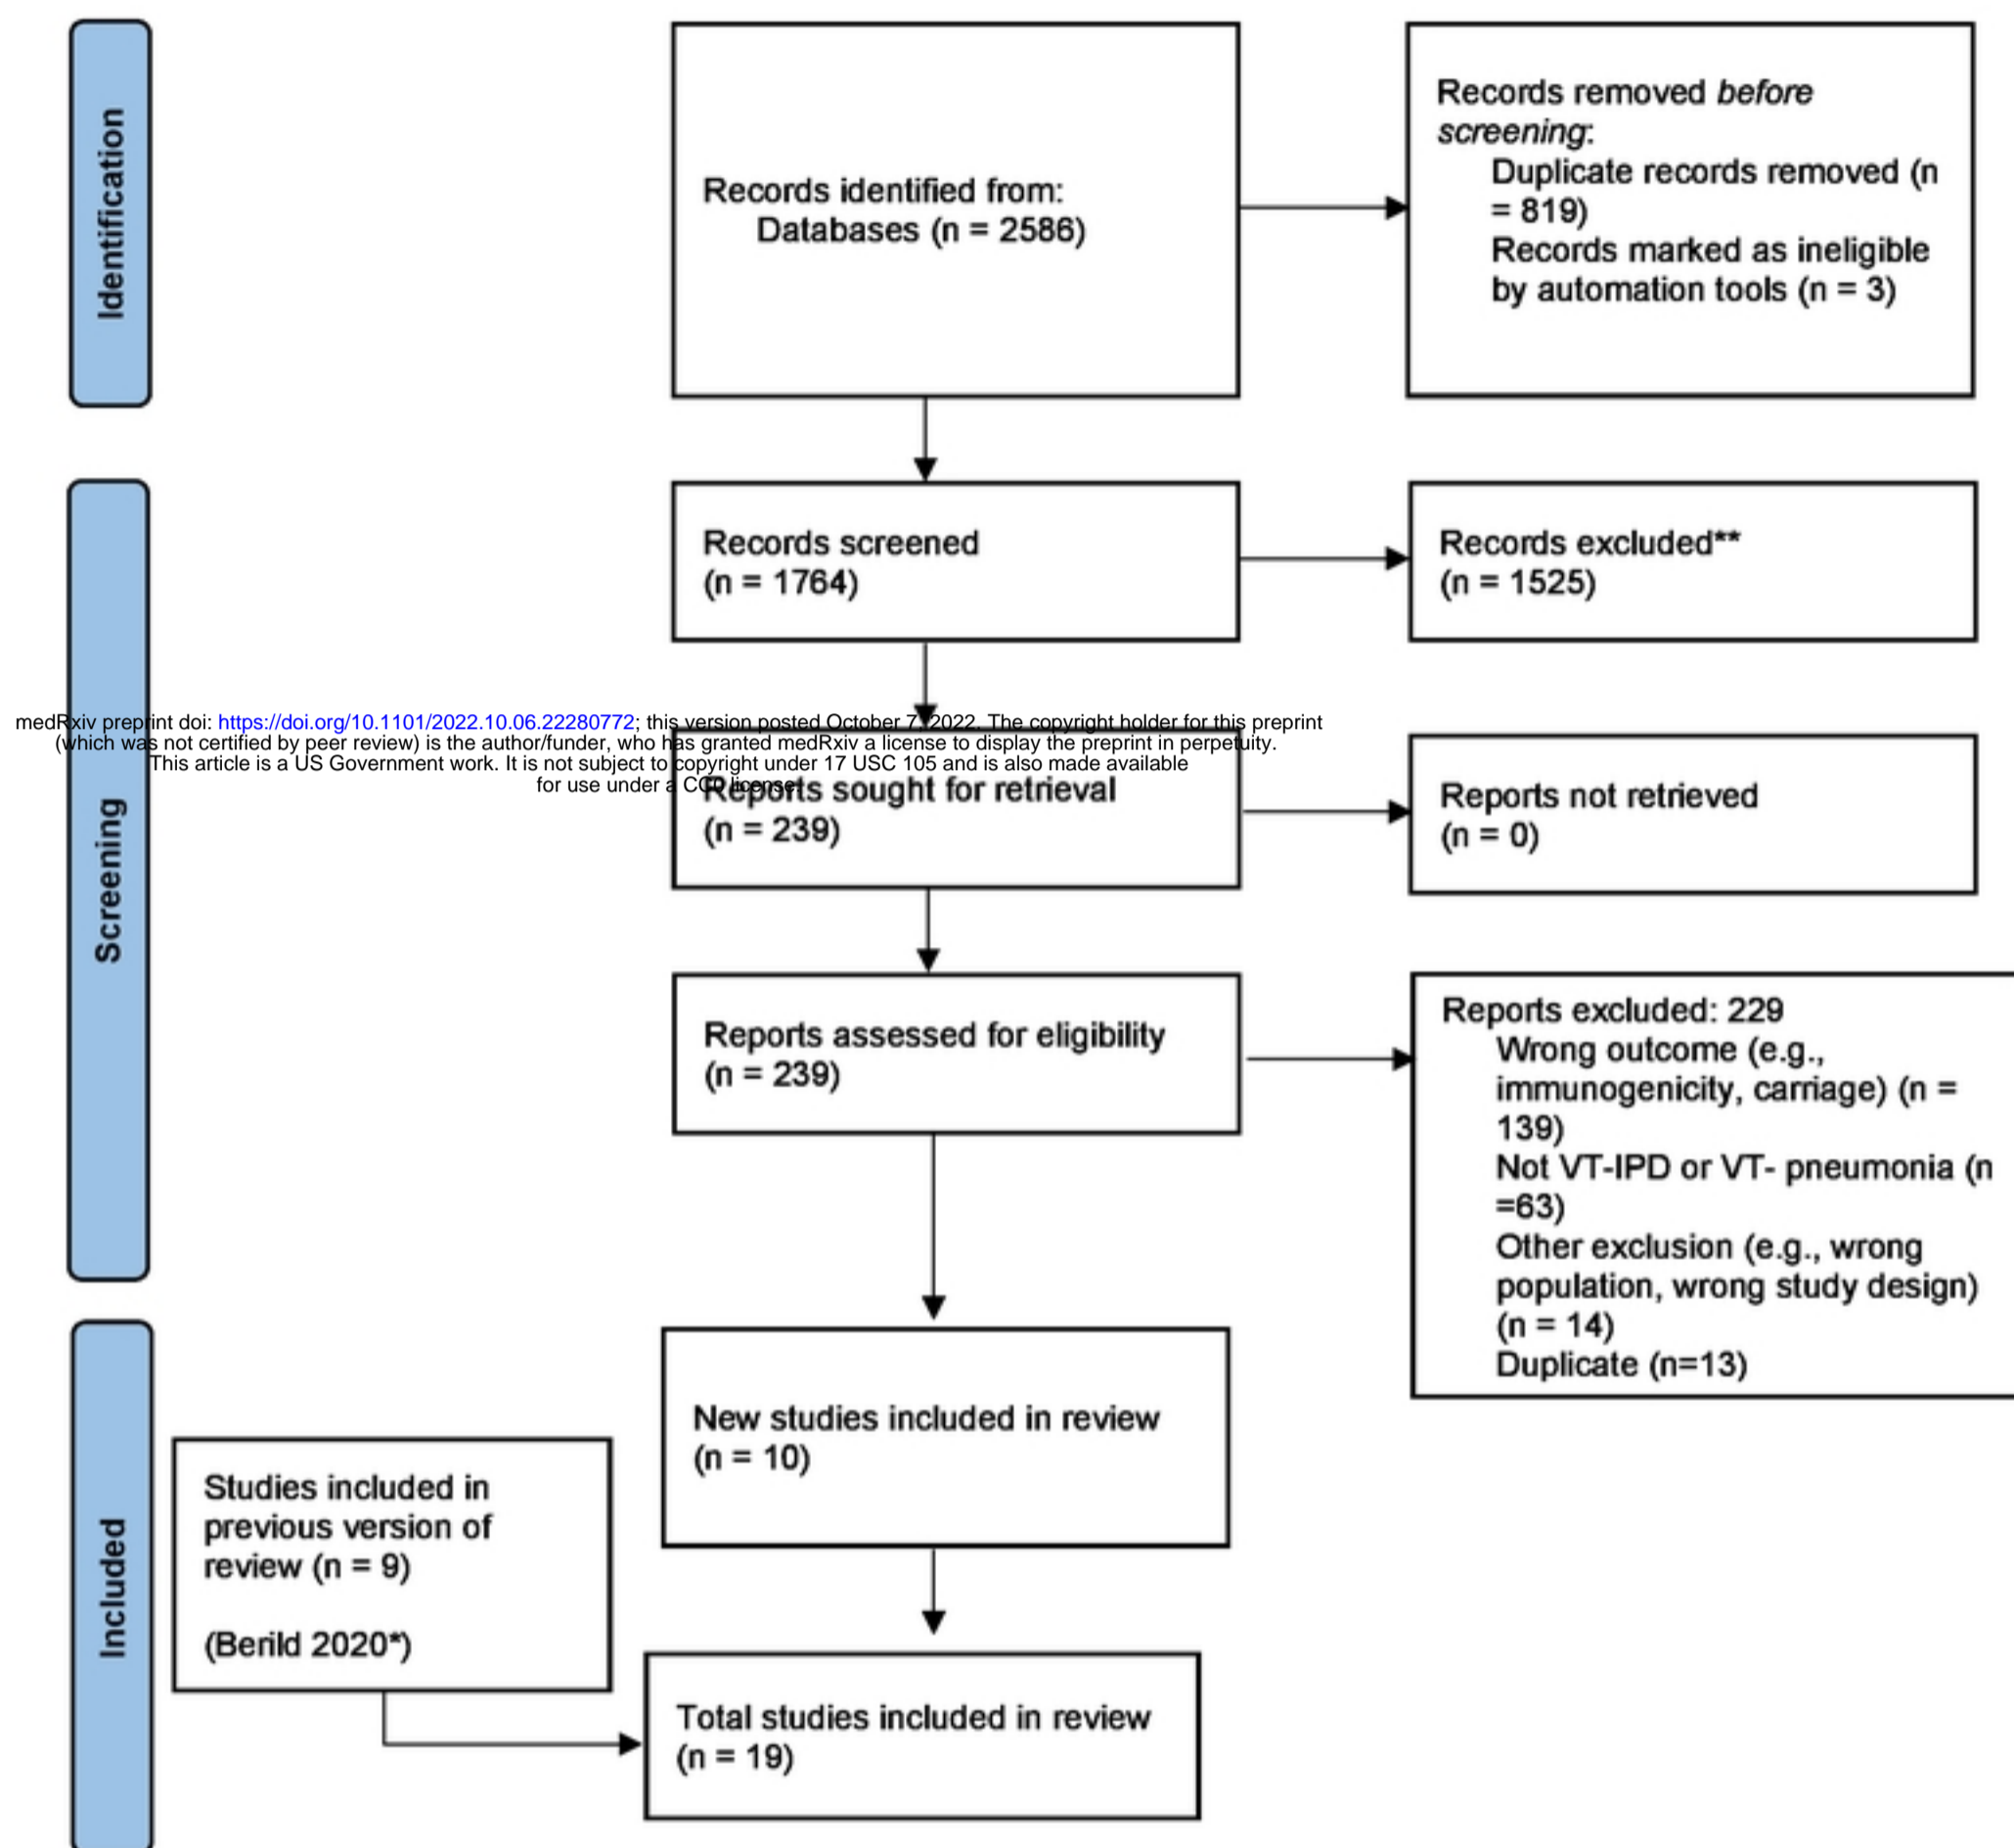 Identification
Records identified from:
Databases (n = 2586)
Records removed before
screening:
Duplicate records removed (n
= 819)
Records marked as ineligible
by automation tools (n = 3)
Screening
Records screened
(n = 1764)
Records excluded**
(n = 1525)
medRxiv preprint doi: https://doi.org/10.1101/2022.10.06.22280772; this version posted October 7, 2022. The copyright holder for this preprint
(which was not certified by peer review) is the author/funder, who has granted medRxiv a license to display the preprint in perpetuity.
This article is a US Government work. It is not subject to copyright under 17 USC 105 and is also made available
for use under a CC0 license.
Reports sought for retrieval
(n = 239)
Reports not retrieved
(n = 0)
Reports assessed for eligibility
(n = 239)
Reports excluded: 229
Wrong outcome (e.g.,
immunogenicity, carriage) (n =
139)
Not VT-IPD or VT- pneumonia (n
=63)
Other exclusion (e.g., wrong
population, wrong study design)
(n = 14)
Duplicate (n=13)
Included
New studies included in review
(n = 10)
Studies included in
previous version of
review (n = 9)
(Berild 2020*)
Total studies included in review
(n = 19)